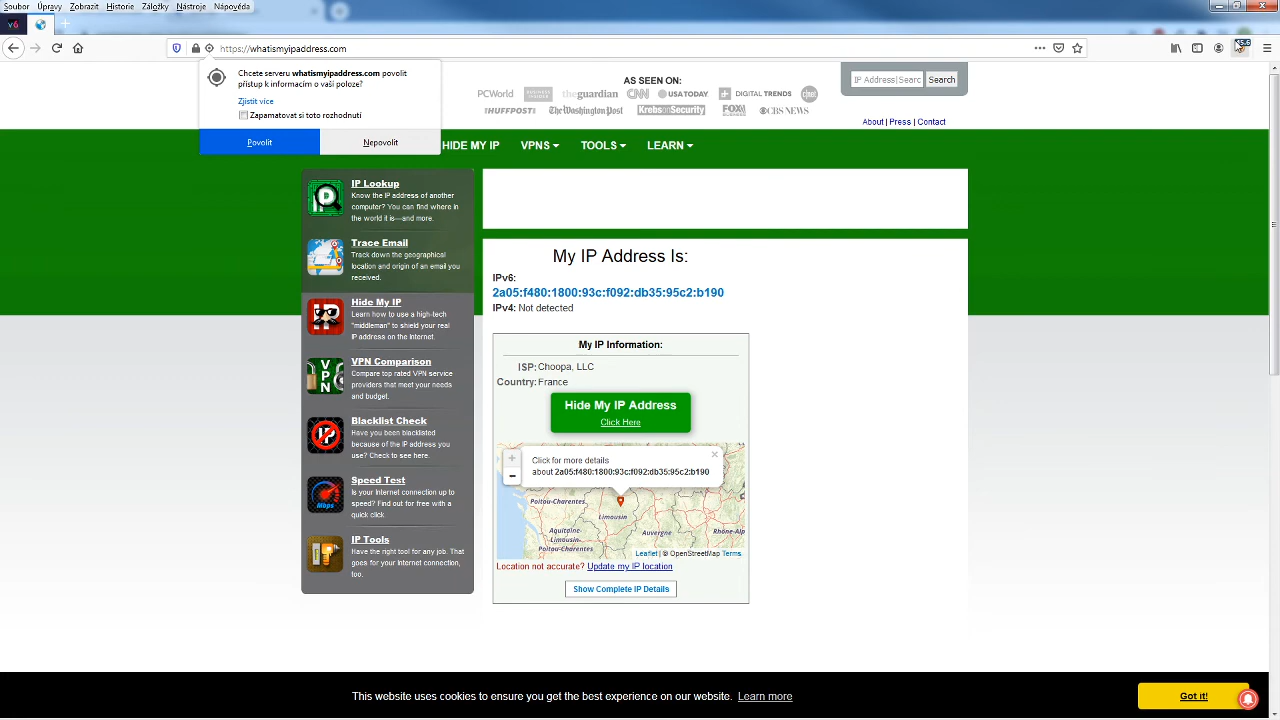 Soubor Úpravy Zobrazit Historie Záložky Nástroje Nápověda
https://whatismyipaddress.com
Chcete serveru whatismyipaddress.com povolit
přístup k informacím o vaší poloze?
Zjistit více
Zapamatovat si toto rozhodnutí
Povolit
Nepovolit
AS SEEN ON:
PCWorld BUSINESS INSIDER theguardian CNN USA TODAY DIGITAL TRENDS c|net
HUFFPOST The Washington Post KrebsonSecurity FOX NEWS CBS NEWS
IP Address|Searc Search
About | Press | Contact
HIDE MY IP VPNS TOOLS LEARN
IP Lookup
Know the IP address of another
computer? You can find where in
the world it is—and more.
Trace Email
Track down the geographical
location and origin of an email you
received.
Hide My IP
Learn how to use a high-tech
"middleman" to shield your real
IP address on the Internet.
VPN Comparison
Compare top rated VPN service
providers that meet your needs
and budget.
Blacklist Check
Have you been blacklisted
because of the IP address you
use? Check to see here.
Speed Test
Is your Internet connection up to
speed? Find out for free with a
quick click.
IP Tools
Have the right tool for any job. That
goes for your Internet connection,
too.
My IP Address Is:
IPv6:
2a05:f480:1800:93c:f092:db35:95c2:b190
IPv4: Not detected
My IP Information:
ISP: Choopa, LLC
Country: France
Hide My IP Address
Click Here
Click for more details
about 2a05:f480:1800:93c:f092:db35:95c2:b190
Poitou-Charentes
Limousin
Aquitaine-
Limousin-
Poitou-Charentes
Auvergne
Rhône-Alp
Leaflet | © OpenStreetMap Terms
Location not accurate? Update my IP location
Show Complete IP Details
This website uses cookies to ensure you get the best experience on our website. Learn more
Got it!